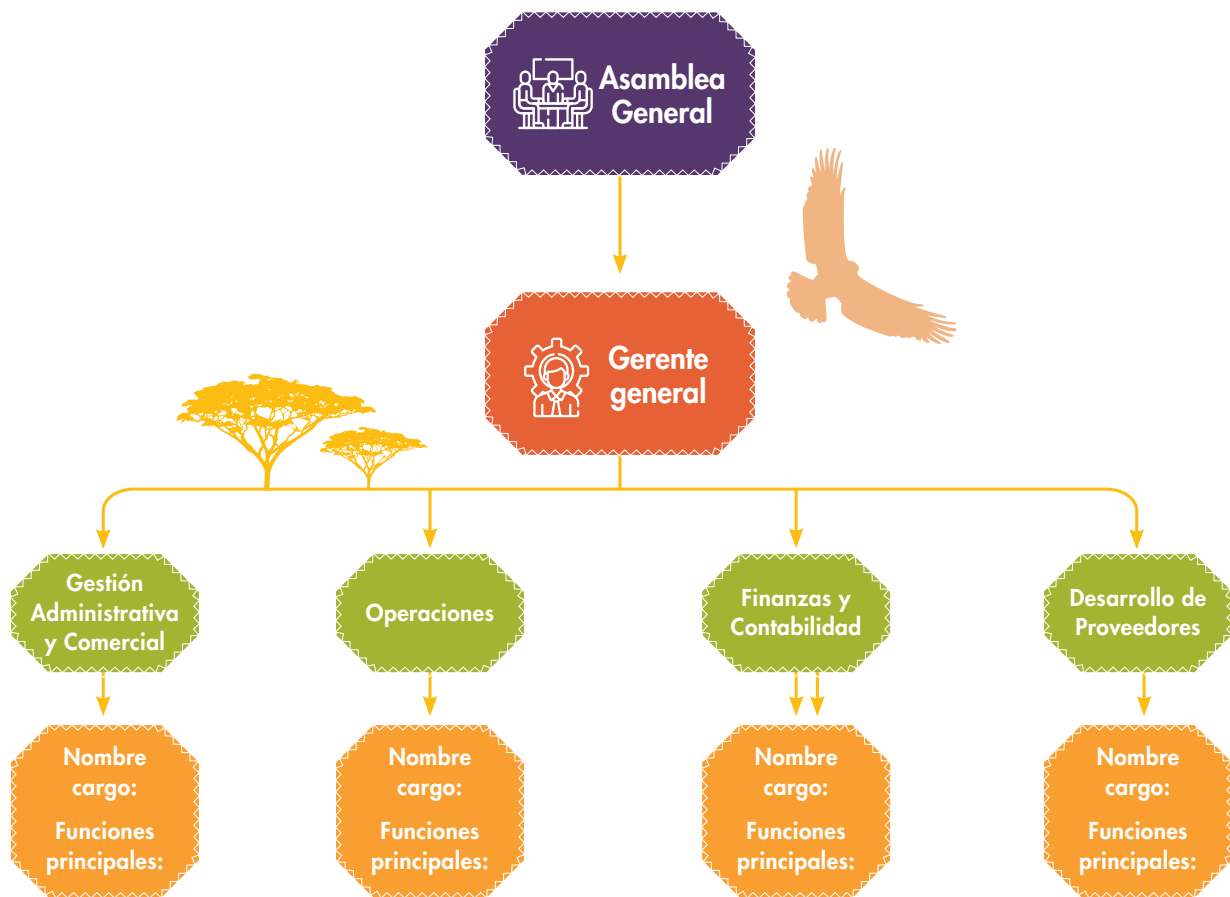 Asamblea
General
Gerente
general
Gestión
Administrativa
y Comercial
Operaciones
Finanzas y
Contabilidad
Desarrollo de
Proveedores
Nombre
cargo:
Funciones
principales:
Nombre
cargo:
Funciones
principales:
Nombre
cargo:
Funciones
principales:
Nombre
cargo:
Funciones
principales: